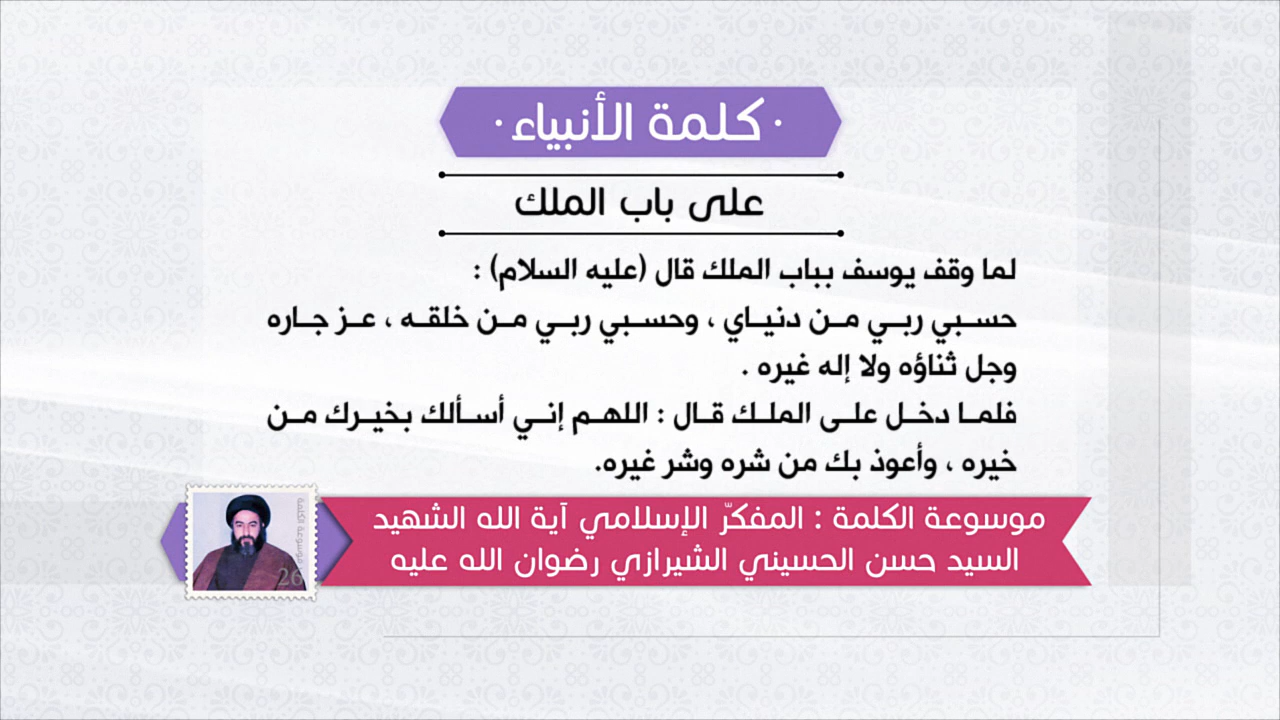 · كلمة الأنبياء ·
على باب الملك
لما وقف يوسف بباب الملك قال (عليه السلام) :
حسبي ربي من دنياي ، وحسبي ربي من خلقه ، عز جاره
وجل ثناؤه ولا إله غيره .
فلما دخل على الملك قال : اللهم إني أسألك بخيرك من
خيره ، وأعوذ بك من شره وشر غيره.
موسوعة الكلمة : المفكّر الإسلامي آية الله الشهيد
السيد حسن الحسيني الشيرازي رضوان الله عليه
موسوعة الكلمة
26